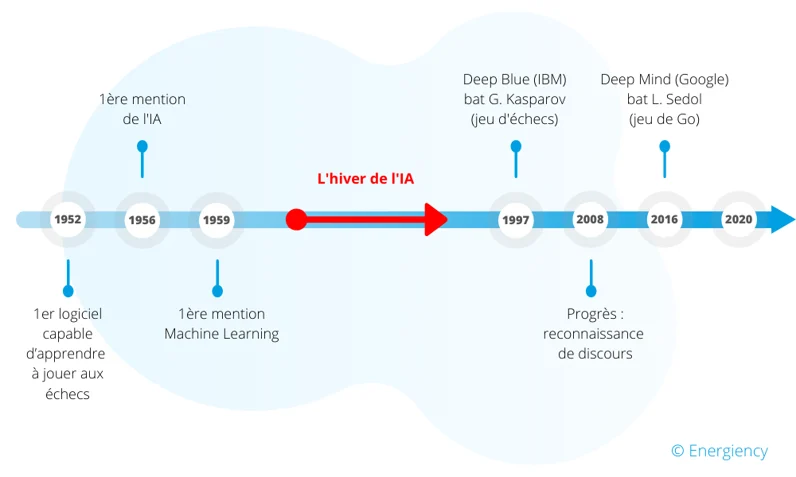 Deep Blue (IBM)
bat G. Kasparov
(jeu d'échecs)
Deep Mind (Google)
bat L. Sedol
(jeu de Go)
1ère mention
de l'IA
L'hiver de l'IA
1952
1956
1959
1997
2008
2016
2020
1er logiciel
capable
d'apprendre
à jouer aux
échecs
1ère mention
Machine Learning
Progrès :
reconnaissance
de discours
© Energiency